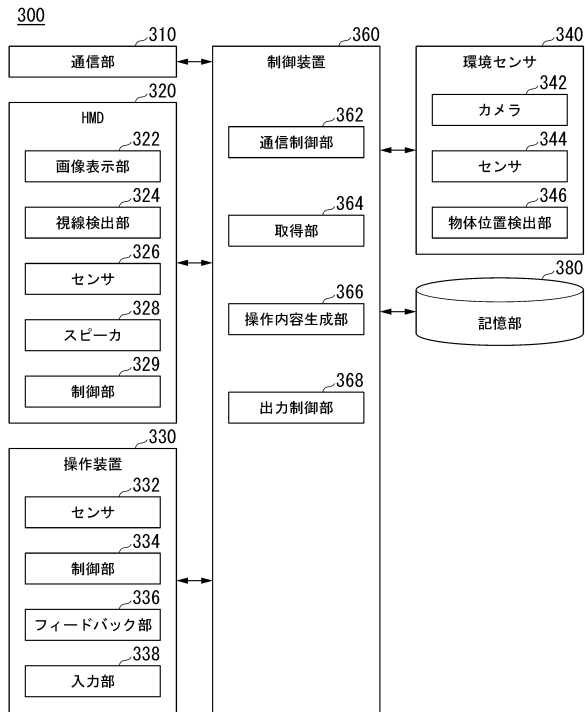 300
310
通信部
320
HMD
322
画像表示部
324
視線検出部
326
センサ
328
スピーカ
329
制御部
330
操作装置
332
センサ
334
制御部
336
フィードバック部
338
入力部
360
制御装置
362
通信制御部
364
取得部
366
操作内容生成部
368
出力制御部
340
環境センサ
342
カメラ
344
センサ
346
物体位置検出部
380
記憶部